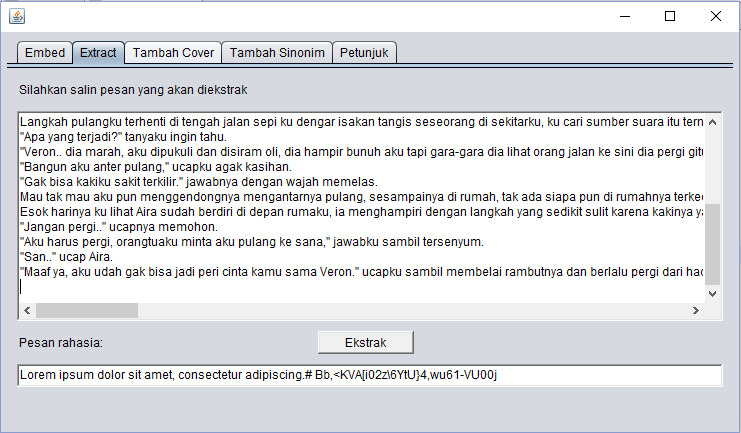 Embed Extract Tambah Cover Tambah Sinonim Petunjuk
Silahkan salin pesan yang akan diekstrak
Langkah pulangku terhenti di tengah jalan sepi ku dengar isakan tangis seseorang di sekitarku, ku cari sumber suara itu tern
"Apa yang terjadi?" tanyaku ingin tahu.
"Veron.. dia marah, aku dipukuli dan disiram oli, dia hampir bunuh aku tapi gara-gara dia lihat orang jalan ke sini dia pergi gitu
"Bangun aku anter pulang," ucapku agak kasihan.
"Gak bisa kakiku sakit terkilir." jawabnya dengan wajah memelas.
Mau tak mau aku pun menggendongnya mengantarnya pulang, sesampainya di rumah, tak ada siapa pun di rumahnya terke
Esok harinya ku lihat Aira sudah berdiri di depan rumaku, ia menghampiri dengan langkah yang sedikit sulit karena kakinya ya
"Jangan pergi.." ucapnya memohon.
"Aku harus pergi, orangtuaku minta aku pulang ke sana," jawabku sambil tersenyum.
"San.." ucap Aira.
"Maaf ya, aku udah gak bisa jadi peri cinta kamu sama Veron." ucapku sambil membelai rambutnya dan berlalu pergi dari had
Pesan rahasia: Ekstrak
Lorem ipsum dolor sit amet, consectetur adipiscing.# Bb,<KVA[i02z\6YtU}4,wu61-VU00j